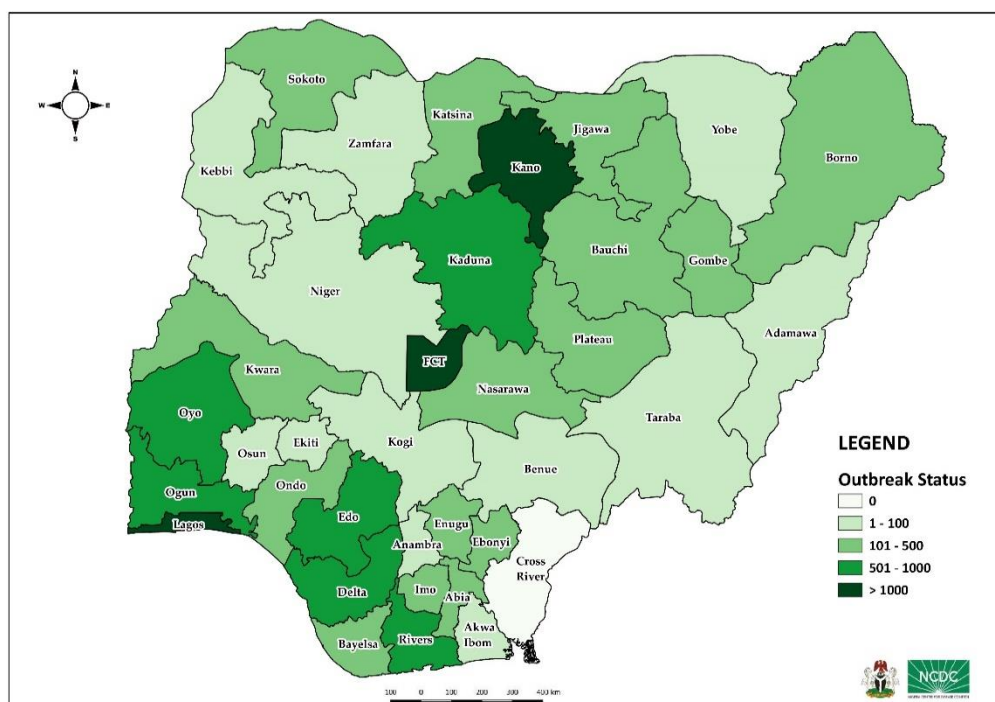 N
W E
S
Sokoto
Katsina
Jigawa
Yobe
Zamfara
Kano
Borno
Kebbi
Bauchi
Gombe
Kaduna
Niger
Adamawa
Plateau
FCT
Kwara
Nasarawa
Oyo
Taraba
Ekiti
Kogi
Osun
Benue
Ondo
Ogun
Edo
Enugu
Lagos
Anambra
Ebonyi
Cross
River
Delta
Imo
Abia
Akwa
Ibom
Bayelsa
Rivers
LEGEND
Outbreak Status
0
1 - 100
101 - 500
501 - 1000
> 1000
NCDC
100 0 100 200 300 400 km